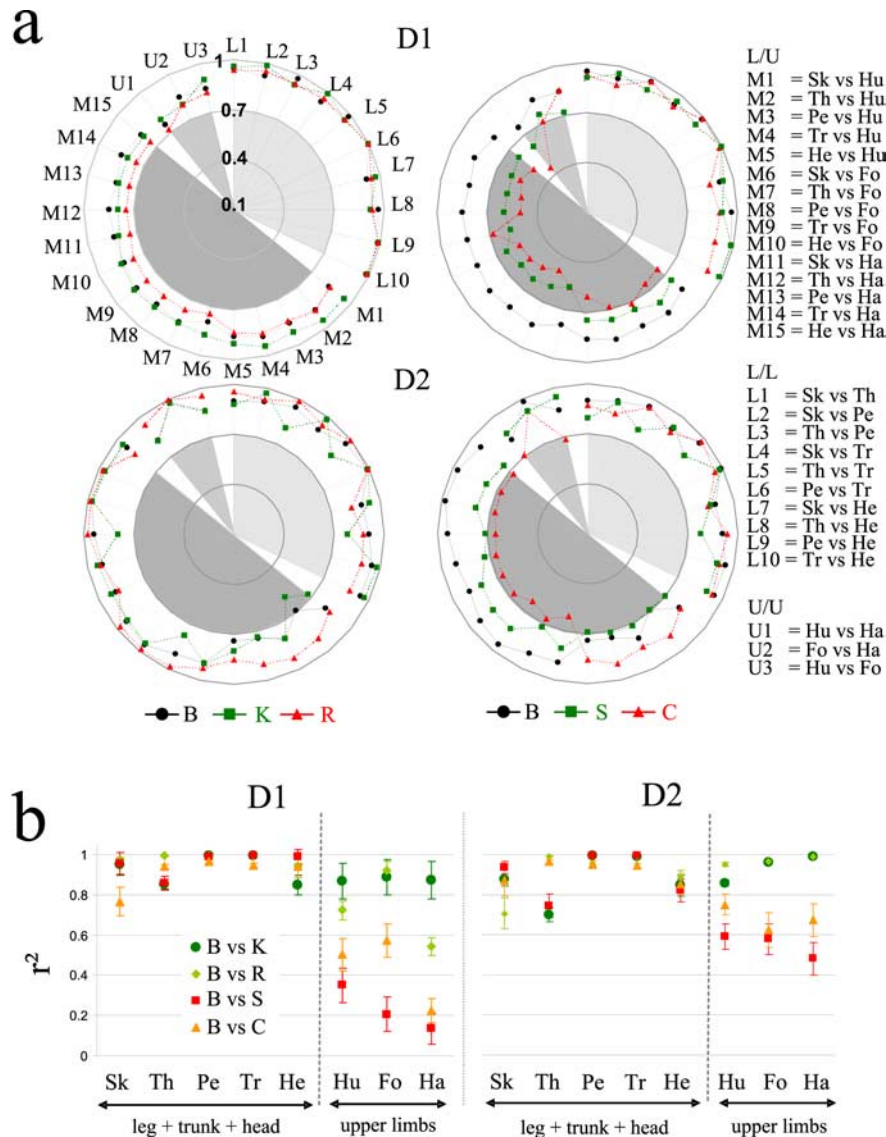 a
D1
U3 L1 L2 L3 L4 L5 L6 L7 L8 L9 L10
M1 M2 M3 M4 M5 M6 M7 M8 M9 M10 M11 M12 M13 M14 M15 U1 U2
1
0.7
0.4
0.1
L/U
M1 = Sk vs Hu
M2 = Th vs Hu
M3 = Pe vs Hu
M4 = Tr vs Hu
M5 = He vs Hu
M6 = Sk vs Fo
M7 = Th vs Fo
M8 = Pe vs Fo
M9 = Tr vs Fo
M10 = He vs Fo
M11 = Sk vs Ha
M12 = Th vs Ha
M13 = Pe vs Ha
M14 = Tr vs Ha
M15 = He vs Ha
D2
L/L
L1 = Sk vs Th
L2 = Sk vs Pe
L3 = Th vs Pe
L4 = Sk vs Tr
L5 = Th vs Tr
L6 = Pe vs Tr
L7 = Sk vs He
L8 = Th vs He
L9 = Pe vs He
L10 = Tr vs He
U/U
U1 = Hu vs Ha
U2 = Fo vs Ha
U3 = Hu vs Fo
B K R
B S C
b
D1 D2
r²
1
0.8
0.6
0.4
0.2
0
B vs K
B vs R
B vs S
B vs C
Sk Th Pe Tr He Hu Fo Ha Sk Th Pe Tr He Hu Fo Ha
leg + trunk + head upper limbs leg + trunk + head upper limbs